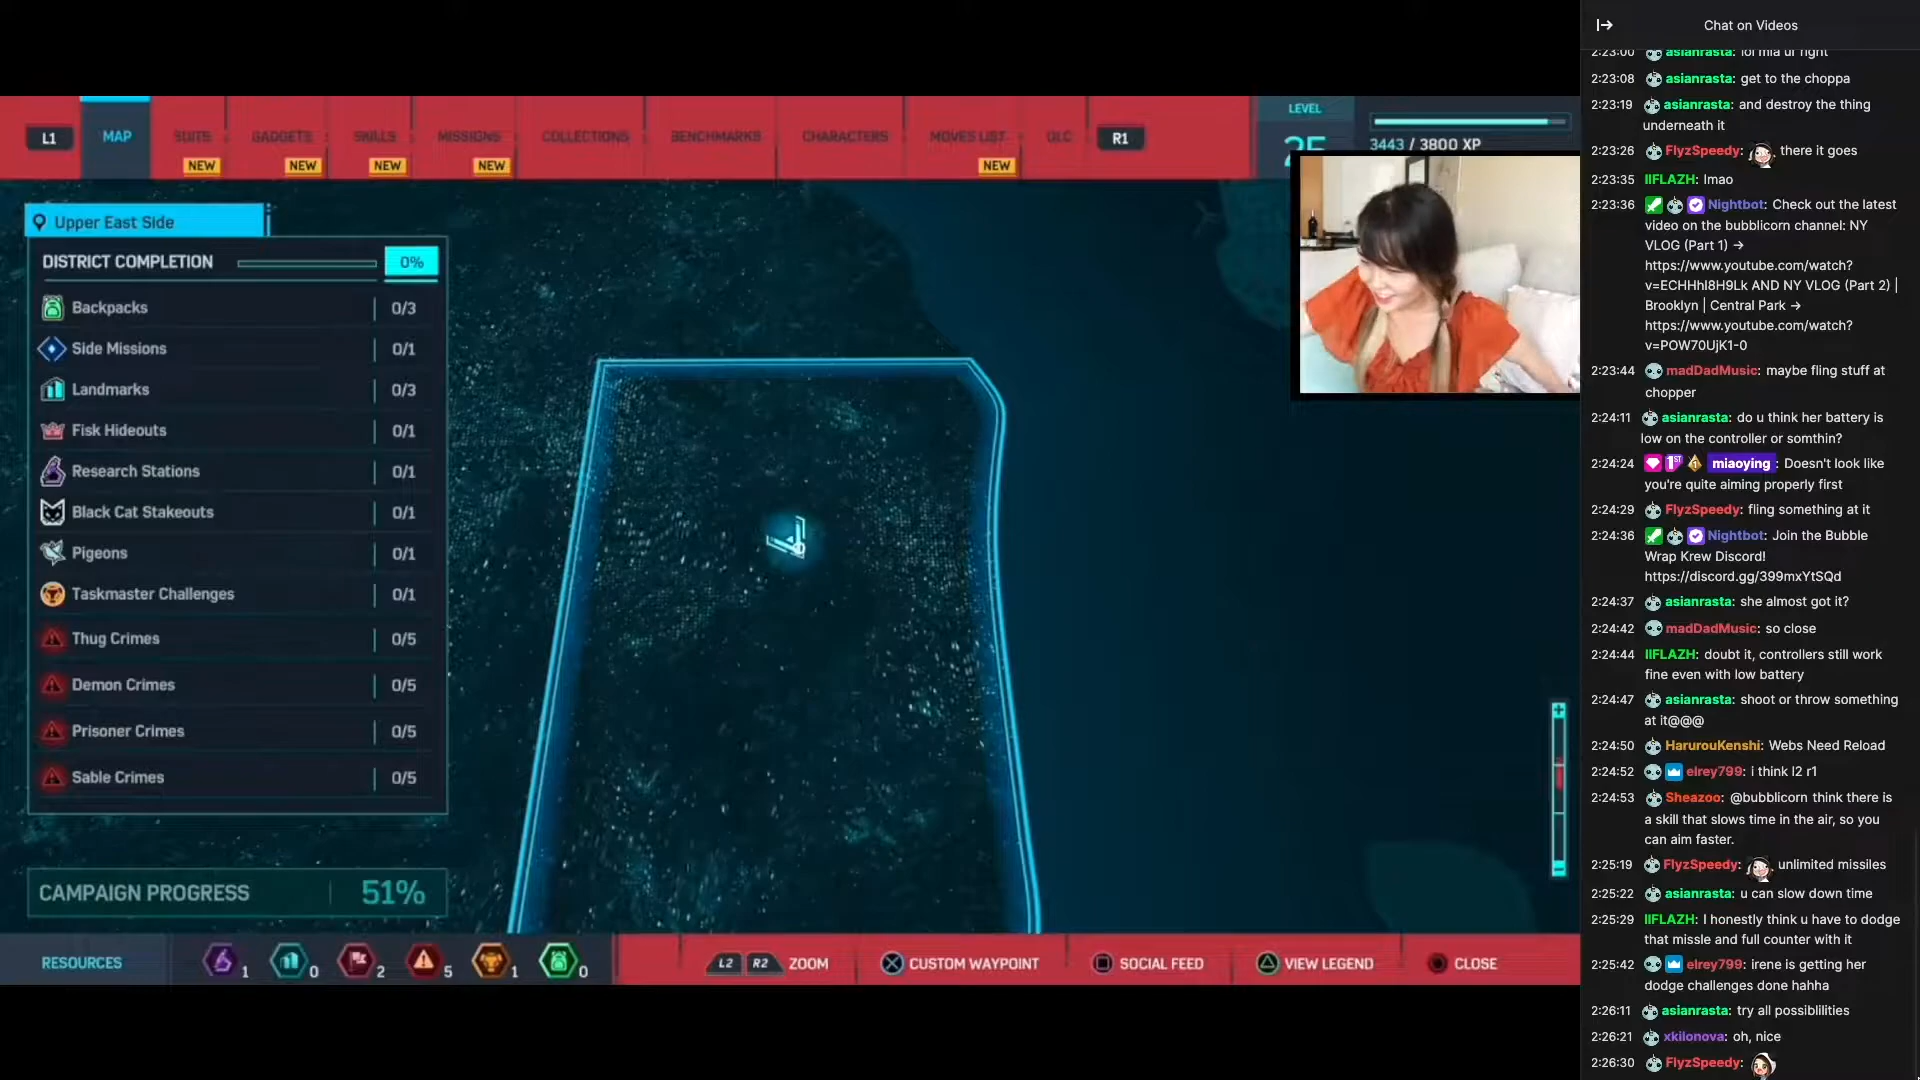 L1
MAP
SUITS
GADGETS
SKILLS
MISSIONS
COLLECTIONS
BENCHMARKS
CHARACTERS
MOVES LIST
DLC
R1
NEW
NEW
NEW
NEW
NEW
LEVEL
25
3443 / 3800 XP
Upper East Side
DISTRICT COMPLETION 0%
Backpacks 0/3
Side Missions 0/1
Landmarks 0/3
Fisk Hideouts 0/1
Research Stations 0/1
Black Cat Stakeouts 0/1
Pigeons 0/1
Taskmaster Challenges 0/1
Thug Crimes 0/5
Demon Crimes 0/5
Prisoner Crimes 0/5
Sable Crimes 0/5
CAMPAIGN PROGRESS 51%
RESOURCES 1 0 2 5 1 0
L2 R2 ZOOM
CUSTOM WAYPOINT
SOCIAL FEED
VIEW LEGEND
CLOSE
Chat on Videos
2:23:00 asianrasta: lol mia ur right
2:23:08 asianrasta: get to the choppa
2:23:19 asianrasta: and destroy the thing
underneath it
2:23:26 FlyzSpeedy: there it goes
2:23:35 IIFLAZH: lmao
2:23:36 Nightbot: Check out the latest
video on the bubblicorn channel: NY
VLOG (Part 1) →
https://www.youtube.com/watch?
v=ECHHhI8H9Lk AND NY VLOG (Part 2) |
Brooklyn | Central Park →
https://www.youtube.com/watch?
v=POW70UjK1-0
2:23:44 madDadMusic: maybe fling stuff at
chopper
2:24:11 asianrasta: do u think her battery is
low on the controller or somthin?
2:24:24 1ST miaoying : Doesn't look like
you're quite aiming properly first
2:24:29 FlyzSpeedy: fling something at it
2:24:36 Nightbot: Join the Bubble
Wrap Krew Discord!
https://discord.gg/399mxYtSQd
2:24:37 asianrasta: she almost got it?
2:24:42 madDadMusic: so close
2:24:44 IIFLAZH: doubt it, controllers still work
fine even with low battery
2:24:47 asianrasta: shoot or throw something
at it@@@
2:24:50 HarurouKenshi: Webs Need Reload
2:24:52 elrey799: i think l2 r1
2:24:53 Sheazoo: @bubblicorn think there is
a skill that slows time in the air, so you
can aim faster.
2:25:19 FlyzSpeedy: unlimited missiles
2:25:22 asianrasta: u can slow down time
2:25:29 IIFLAZH: I honestly think u have to dodge
that missle and full counter with it
2:25:42 elrey799: irene is getting her
dodge challenges done hahha
2:26:11 asianrasta: try all possiblilities
2:26:21 xkilonova: oh, nice
2:26:30 FlyzSpeedy: